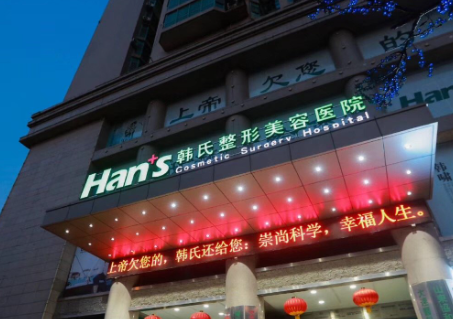 上帝欠您的
Han's 韩氏整形美容医院
Cosmetic Surgery Hospital
上帝欠您的，韩氏还给您；崇尚科学，幸福人生。